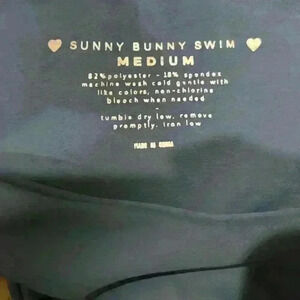 SUNNY BUNNY SWIM
MEDIUM
82% polyester - 18% spandex
machine wash cold gentle with
like colors, non-chlorine
bleach when needed
-
tumble dry low. remove
promptly. iron low
MADE IN